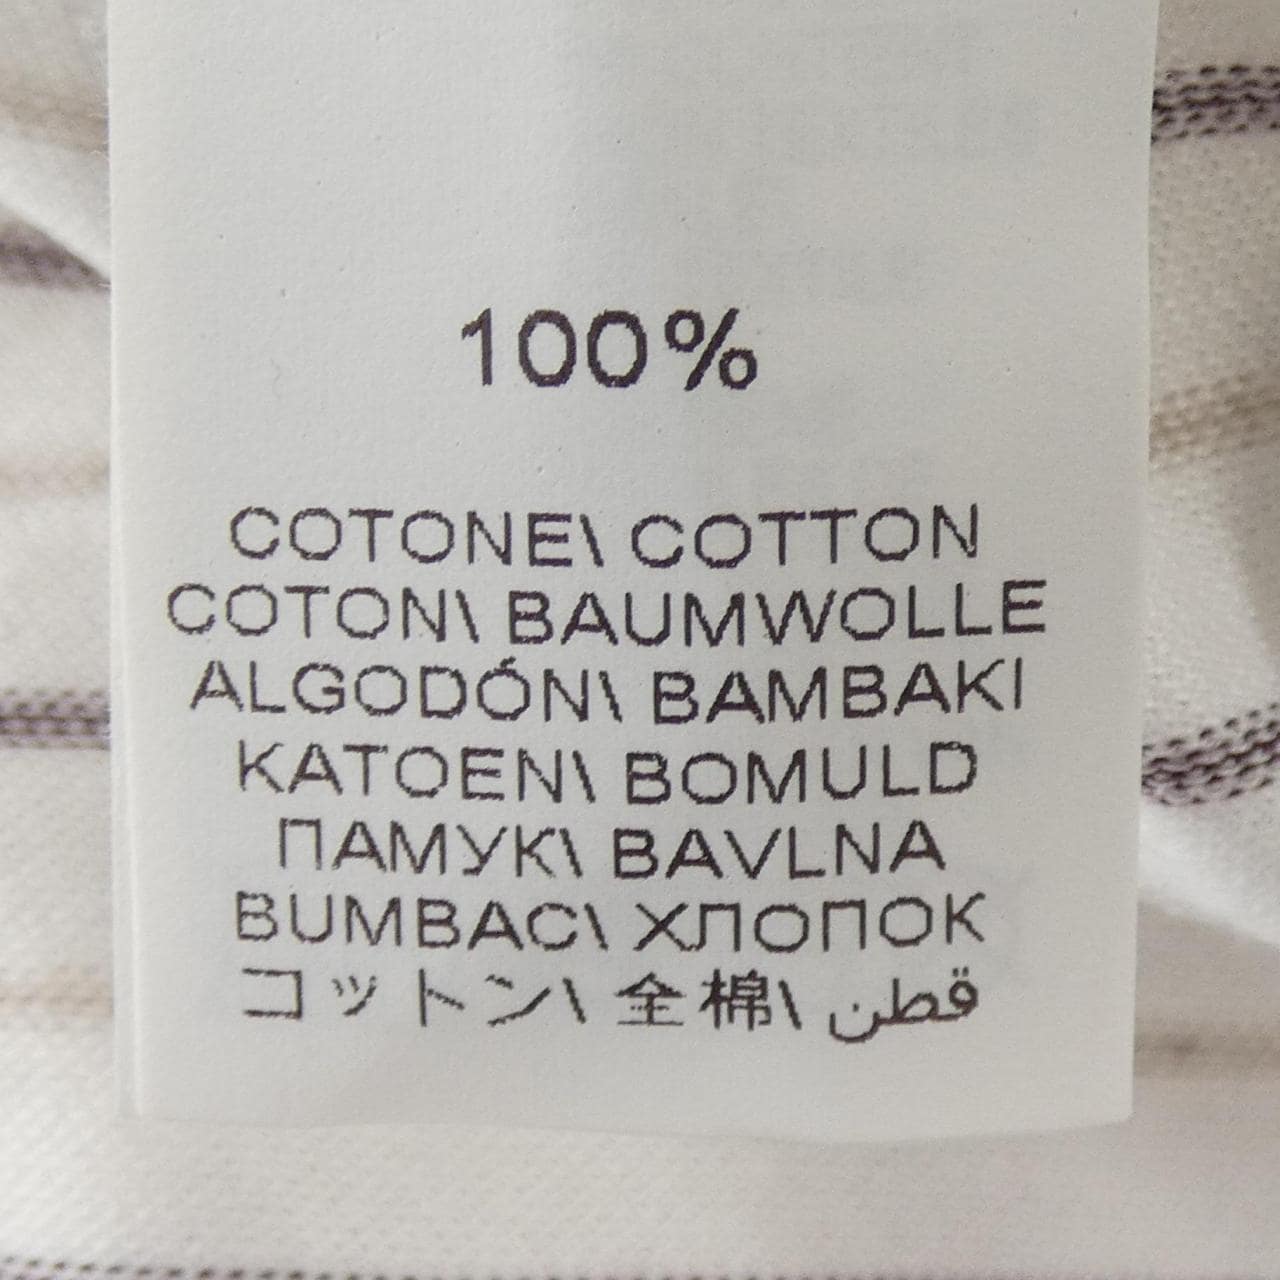 100%
COTONE\ COTTON
COTON\ BAUMWOLLE
ALGODÓN\ BAMBAKI
KATOEN\ BOMULD
ПАМУК\ BAVLNA
BUMBAC\ ХЛОПОК
コットン\ 全棉\ قطن